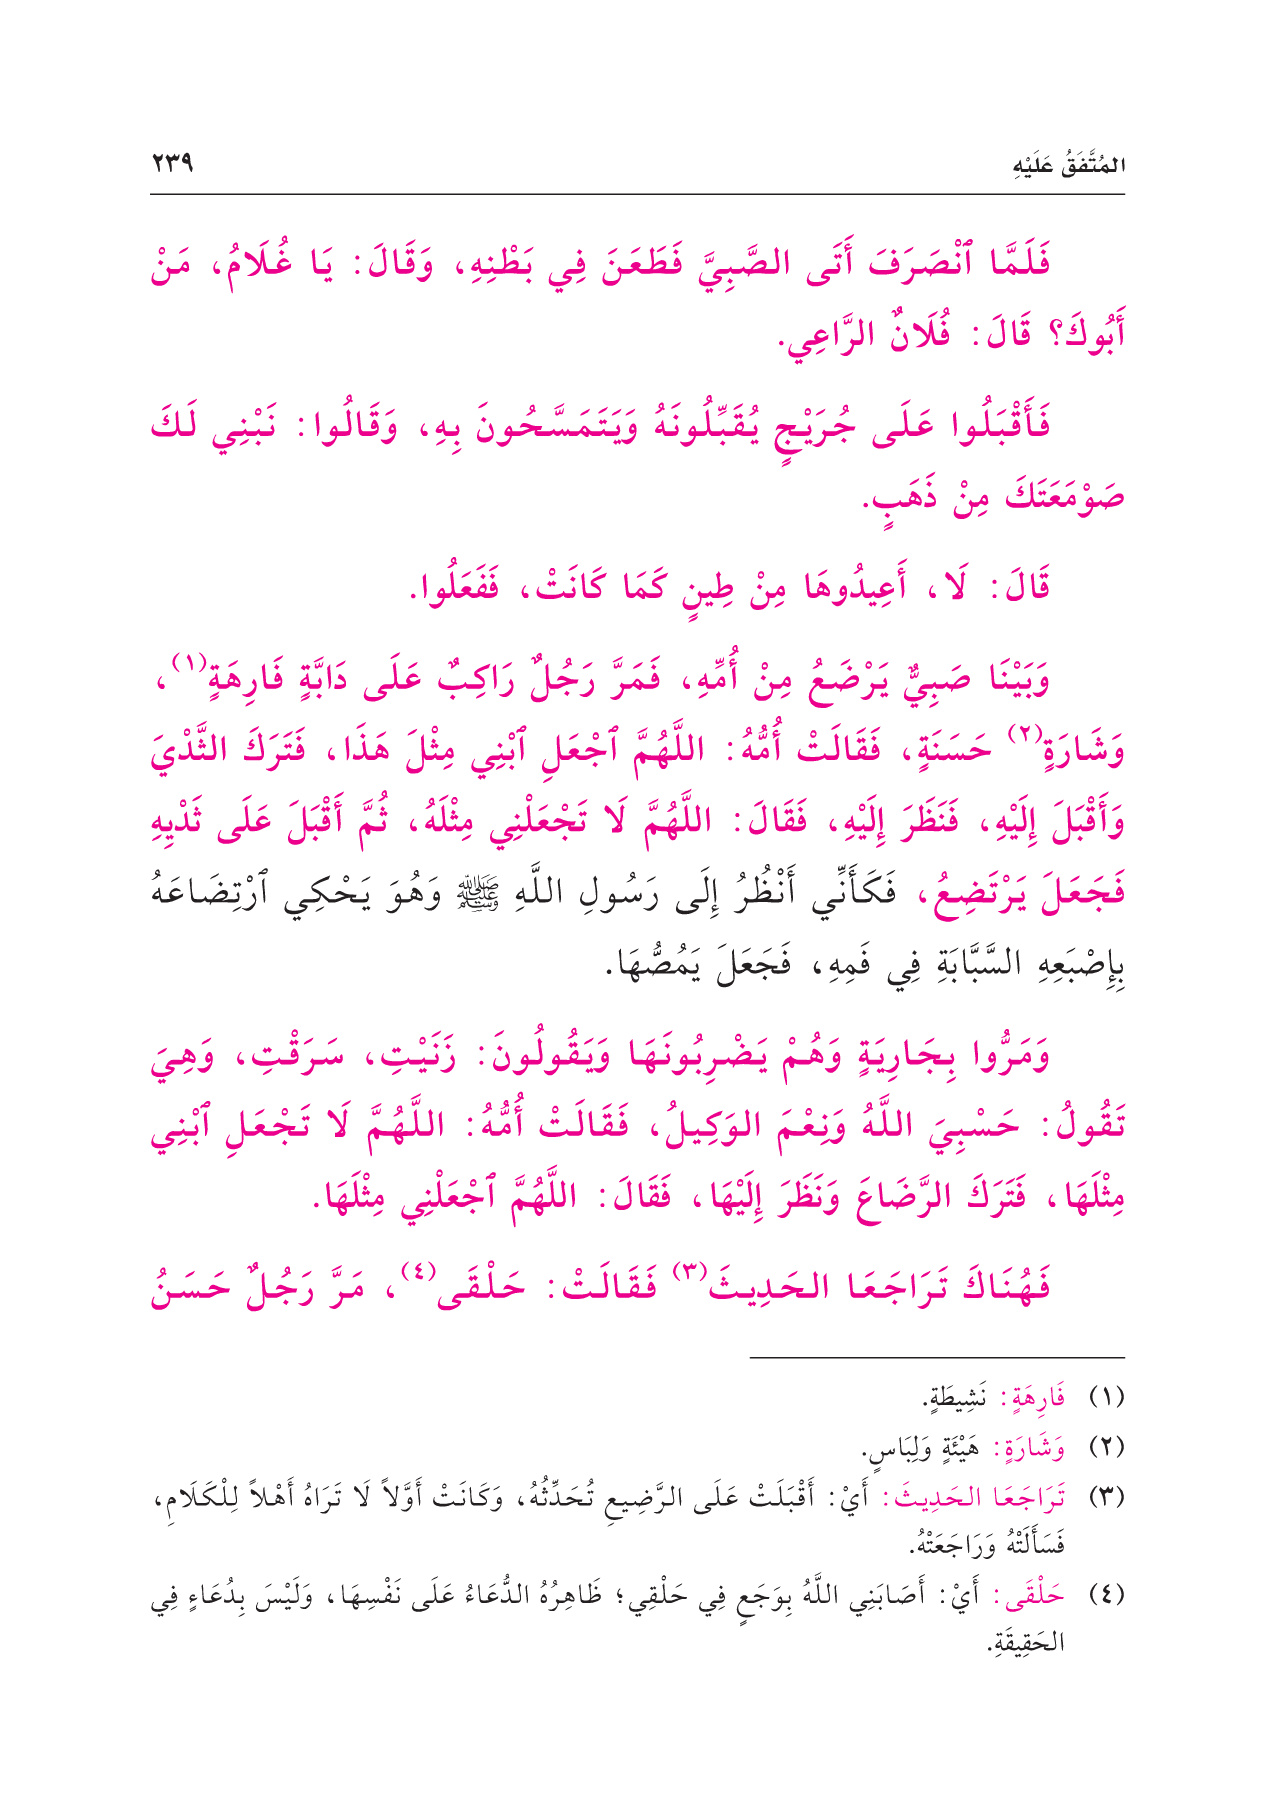 المُتَّفَقُ عَلَيْهِ ٢٣٩
فَلَمَّا ٱنْصَرَفَ أَتَى الصَّبِيَّ فَطَعَنَ فِي بَطْنِهِ، وَقَالَ: يَا غُلَامُ، مَنْ
أَبُوكَ؟ قَالَ: فُلَانٌ الرَّاعِي.
فَأَقْبَلُوا عَلَى جُرَيْجٍ يُقَبِّلُونَهُ وَيَتَمَسَّحُونَ بِهِ، وَقَالُوا: نَبْنِي لَكَ
صَوْمَعَتَكَ مِنْ ذَهَبٍ.
قَالَ: لَا، أَعِيدُوهَا مِنْ طِينٍ كَمَا كَانَتْ، فَفَعَلُوا.
وَبَيْنَا صَبِيٌّ يَرْضَعُ مِنْ أُمِّهِ، فَمَرَّ رَجُلٌ رَاكِبٌ عَلَى دَابَّةٍ فَارِهَةٍ(١)،
وَشَارَةٍ(٢) حَسَنَةٍ، فَقَالَتْ أُمُّهُ: اللَّهُمَّ ٱجْعَلِ ٱبْنِي مِثْلَ هَذَا، فَتَرَكَ الثَّدْيَ
وَأَقْبَلَ إِلَيْهِ، فَنَظَرَ إِلَيْهِ، فَقَالَ: اللَّهُمَّ لَا تَجْعَلْنِي مِثْلَهُ، ثُمَّ أَقْبَلَ عَلَى ثَدْيِهِ
فَجَعَلَ يَرْتَضِعُ، فَكَأَنِّي أَنْظُرُ إِلَى رَسُولِ اللَّهِ ﷺ وَهُوَ يَحْكِي ٱرْتِضَاعَهُ
بِإِصْبَعِهِ السَّبَّابَةِ فِي فَمِهِ، فَجَعَلَ يَمُصُّهَا.
وَمَرُّوا بِجَارِيَةٍ وَهُمْ يَضْرِبُونَهَا وَيَقُولُونَ: زَنَيْتِ، سَرَقْتِ، وَهِيَ
تَقُولُ: حَسْبِيَ اللَّهُ وَنِعْمَ الوَكِيلُ، فَقَالَتْ أُمُّهُ: اللَّهُمَّ لَا تَجْعَلِ ٱبْنِي
مِثْلَهَا، فَتَرَكَ الرَّضَاعَ وَنَظَرَ إِلَيْهَا، فَقَالَ: اللَّهُمَّ ٱجْعَلْنِي مِثْلَهَا.
فَهُنَاكَ تَرَاجَعَا الحَدِيثَ(٣) فَقَالَتْ: حَلْقَى(٤)، مَرَّ رَجُلٌ حَسَنُ
(١) فَارِهَةٍ: نَشِيطَةٍ.
(٢) وَشَارَةٍ: هَيْئَةٍ وَلِبَاسٍ.
(٣) تَرَاجَعَا الحَدِيثَ: أَيْ: أَقْبَلَتْ عَلَى الرَّضِيعِ تُحَدِّثُهُ، وَكَانَتْ أَوَّلاً لَا تَرَاهُ أَهْلاً لِلْكَلَامِ،
فَسَأَلَتْهُ وَرَاجَعَتْهُ.
(٤) حَلْقَى: أَيْ: أَصَابَنِي اللَّهُ بِوَجَعٍ فِي حَلْقِي؛ ظَاهِرُهُ الدُّعَاءُ عَلَى نَفْسِهَا، وَلَيْسَ بِدُعَاءٍ فِي
الحَقِيقَةِ.